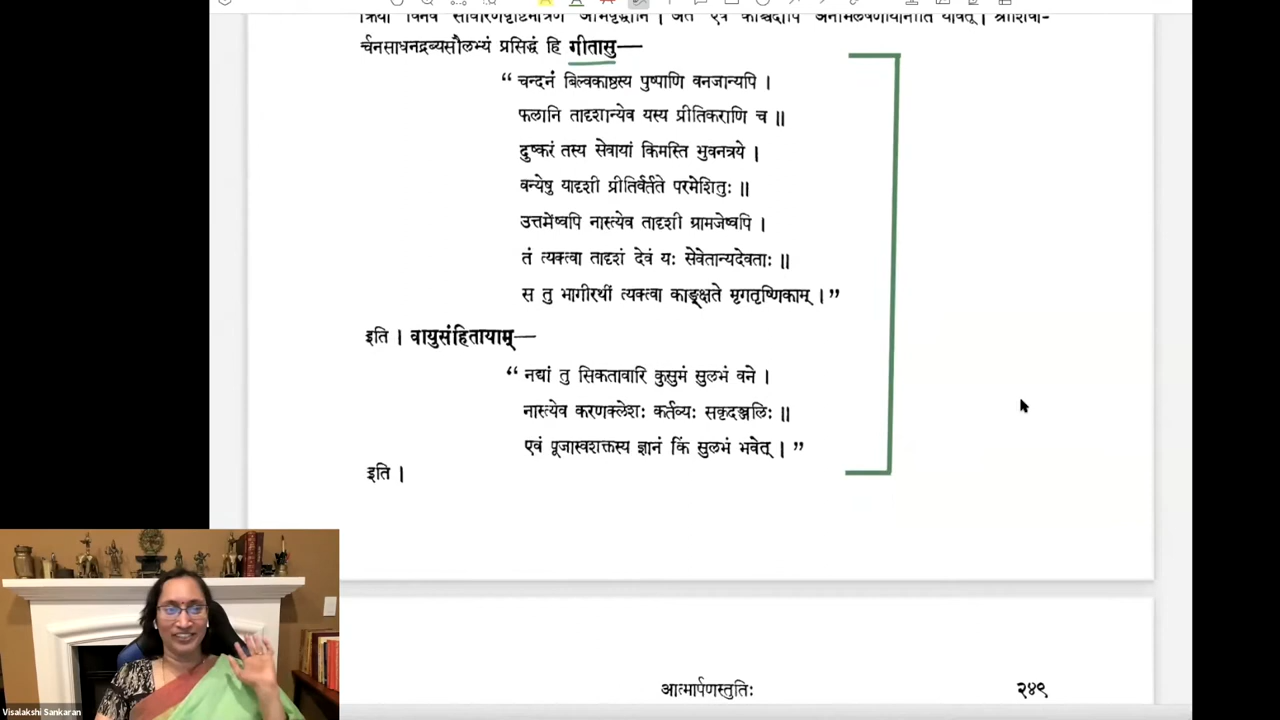 र्चनसाधनद्रव्यसौलभ्यं प्रसिद्धं हि गीतासु—
“ चन्दनं बिल्वकाष्ठस्य पुष्पाणि वनजान्यपि ।
फलानि तादृशान्येव यस्य प्रीतिकराणि च ॥
दुष्करं तस्य सेवायां किमस्ति भुवनत्रये ।
वन्येषु यादृशी प्रीतिर्वर्तते परमेशितुः ॥
उत्तमेष्वपि नास्त्येव तादृशी ग्रामजेष्वपि ।
तं त्यक्त्वा तादृशं देवं यः सेवेतान्यदेवताः ॥
स तु भागीरथीं त्यक्त्वा काङ्क्षते मृगतृष्णिकाम् । ”
इति । वायुसंहितायाम्—
“ नद्यां तु सिकतावारि कुसुमं सुलभं वने ।
नास्त्येव करणक्लेशः कर्तव्यः सकृदञ्जलिः ॥
एवं पूजास्वशक्तस्य ज्ञानं किं सुलभं भवेत् । ”
इति ।
Visalakshi Sankaran
आत्मार्पणस्तुतिः २४९